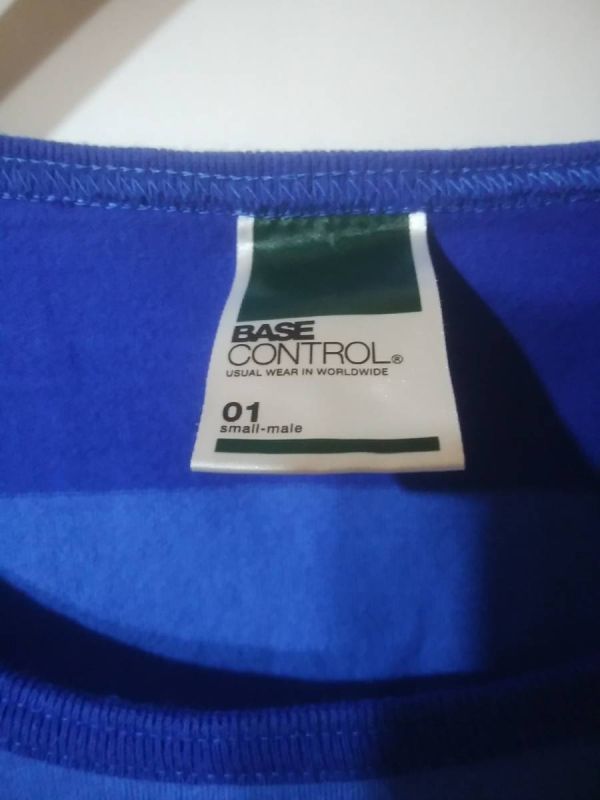 BASE
CONTROL®
USUAL WEAR IN WORLDWIDE
01
small-male